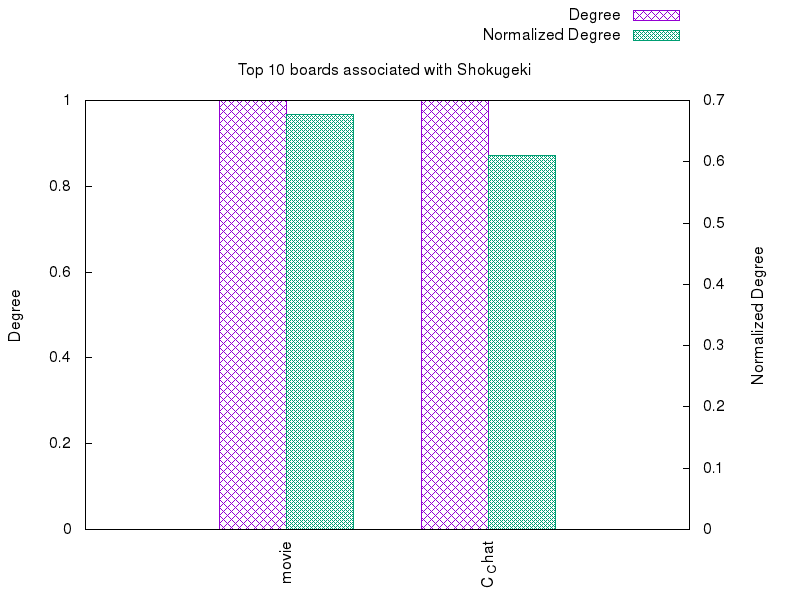 Degree
Normalized Degree
Top 10 boards associated with Shokugeki
1
0.8
0.6
0.4
0.2
0
0.7
0.6
0.5
0.4
0.3
0.2
0.1
0
Degree
Normalized Degree
movie
C Chat